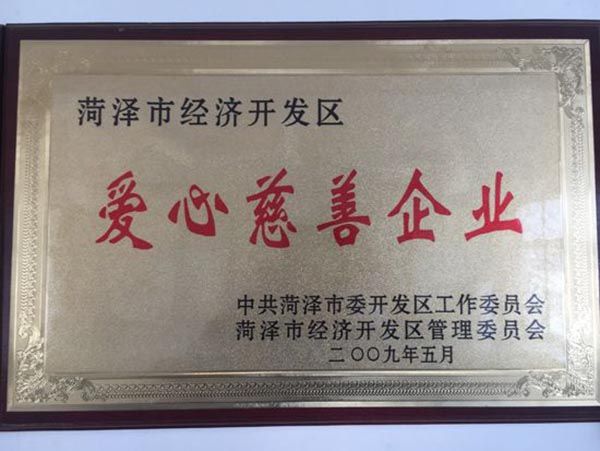 菏泽市经济开发区
爱心慈善企业
中共菏泽市委开发区工作委员会
菏泽市经济开发区管理委员会
二〇〇九年五月